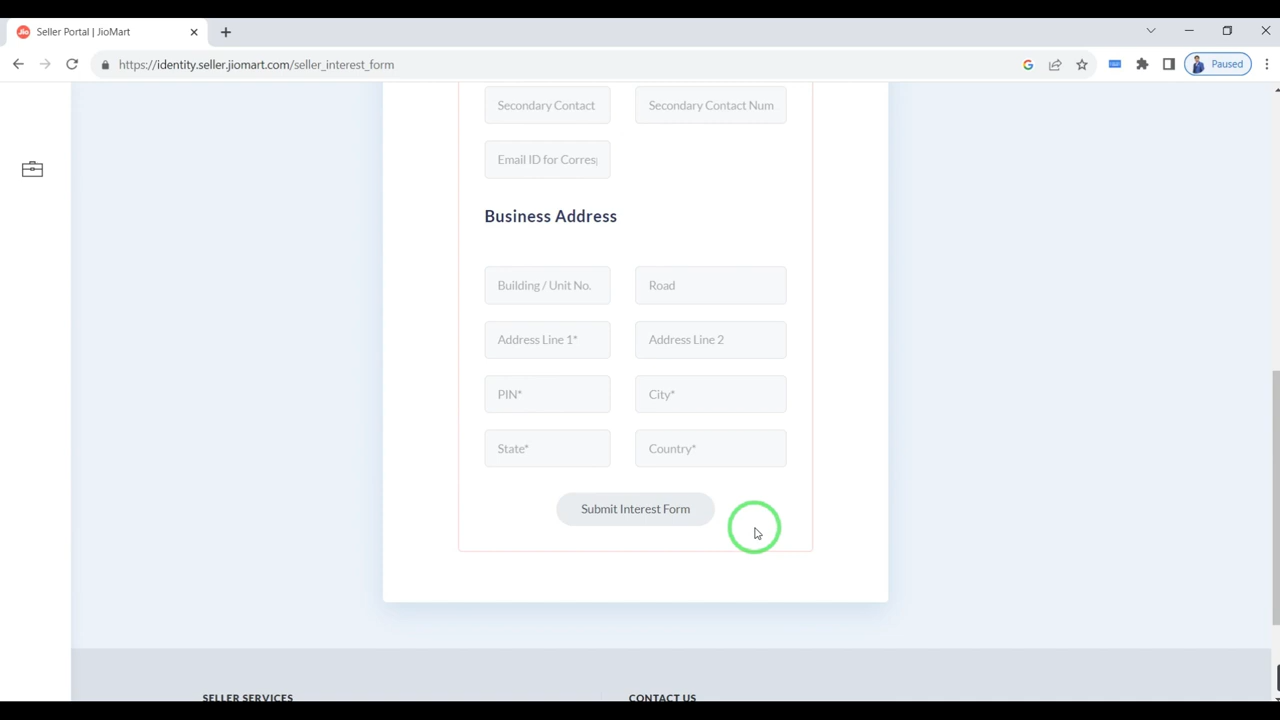 Seller Portal | JioMart
https://identity.seller.jiomart.com/seller_interest_form
Paused
Secondary Contact
Secondary Contact Num
Email ID for Corres
Business Address
Building / Unit No.
Road
Address Line 1*
Address Line 2
PIN*
City*
State*
Country*
Submit Interest Form
SELLER SERVICES
CONTACT US